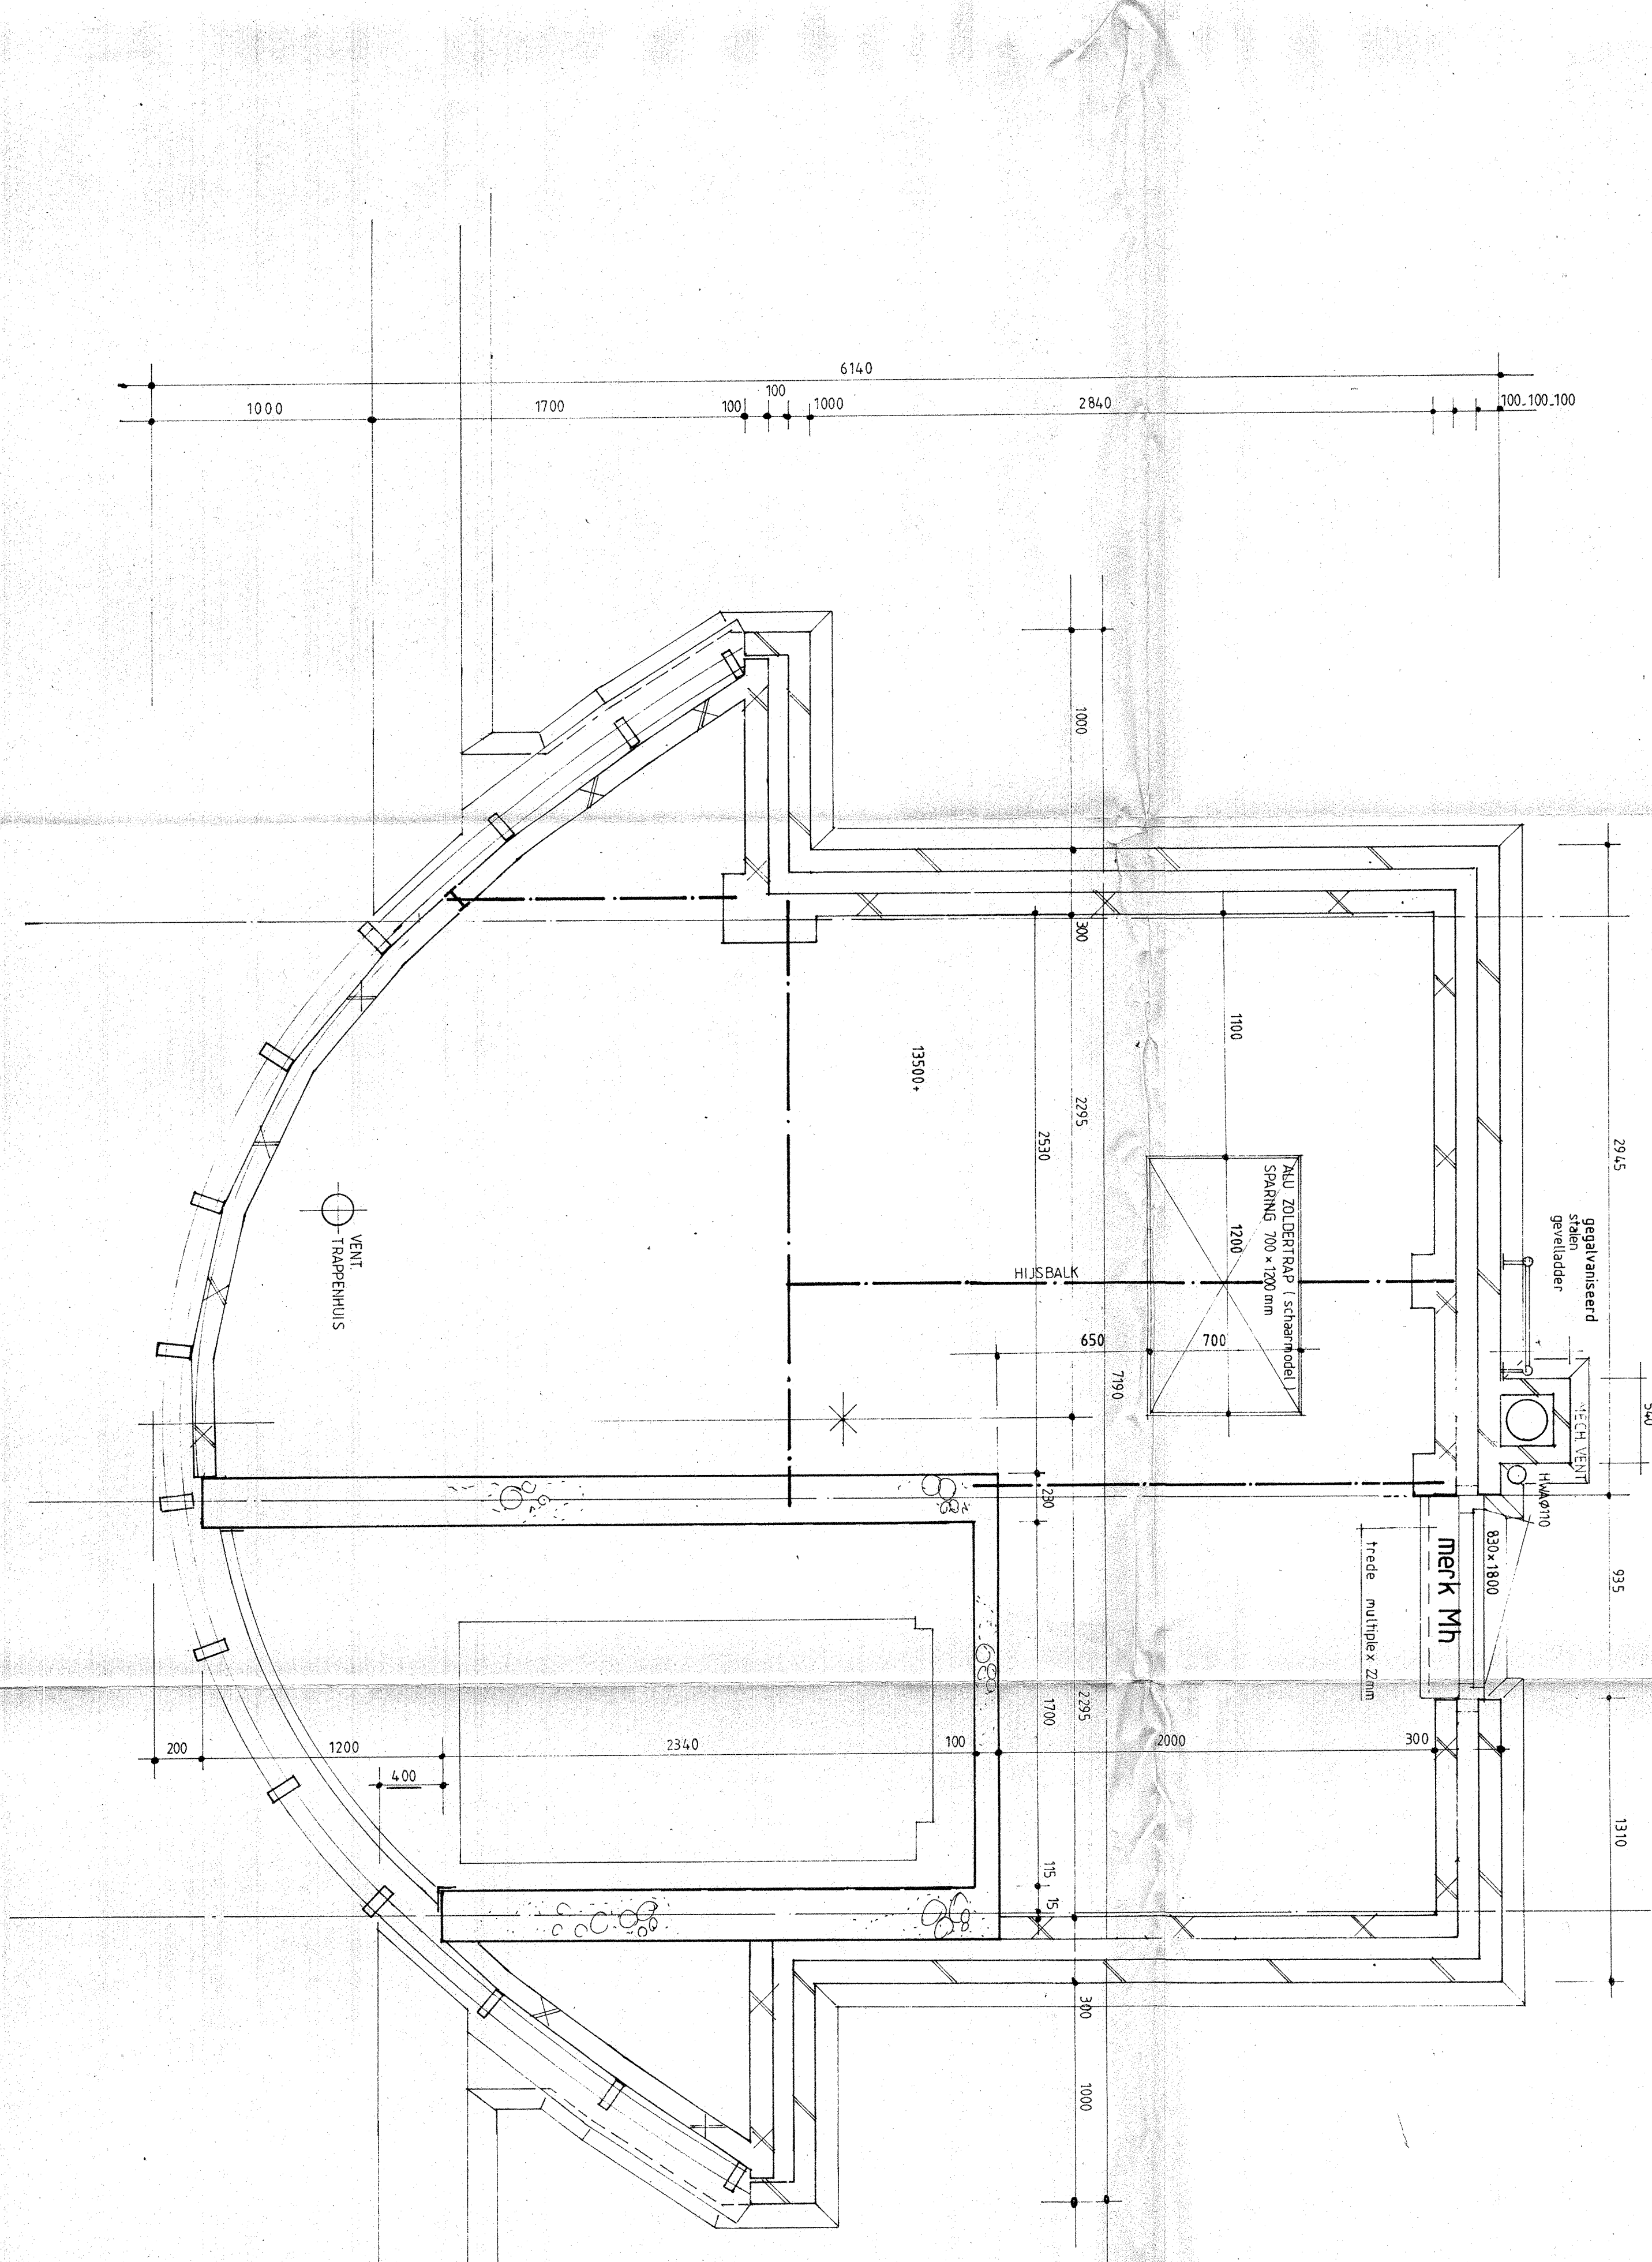 6140
1000
1700
100
100
1000
2840
100.100.100
1000
300
1100
2295
2530
13500+
2945
gegalvaniseerd
stalen
gevelladder
ALU ZOLDERTRAP ( schaarmodel )
SPARING 700 x 1200 mm
1200
VENT.
TRAPPENHUIS
HIJSBALK
650
700
7190
540
MECH. VENT
HWAØ110
230
830 x 1800
merk Mh
trede multiplex 22mm
935
2295
1700
200
1200
2340
100
2000
300
400
1310
115
15
300
1000